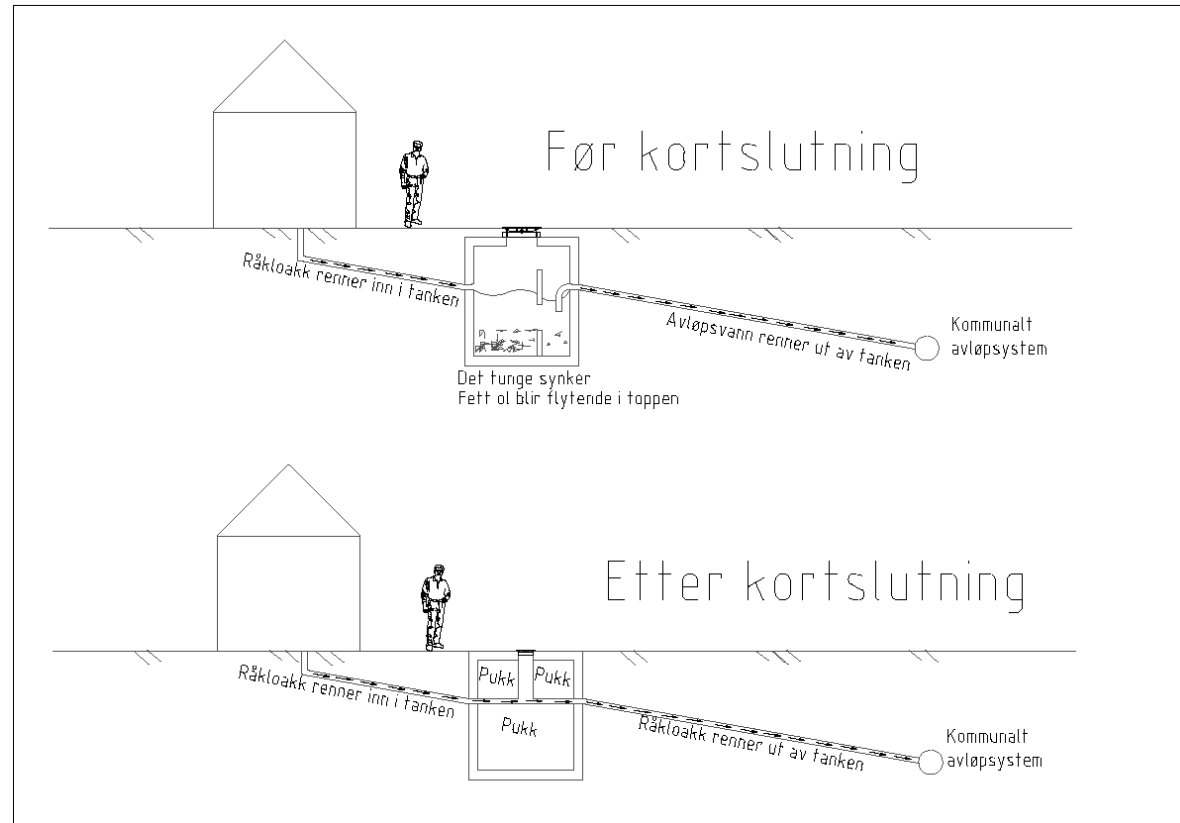 Før kortslutning
Råkloakk renner inn i tanken
Avløpsvann renner ut av tanken
Kommunalt
avløpsystem
Det tunge synker
Fett ol blir flytende i toppen
Etter kortslutning
Råkloakk renner inn i tanken
Pukk
Pukk
Pukk
Råkloakk renner ut av tanken
Kommunalt
avløpsystem